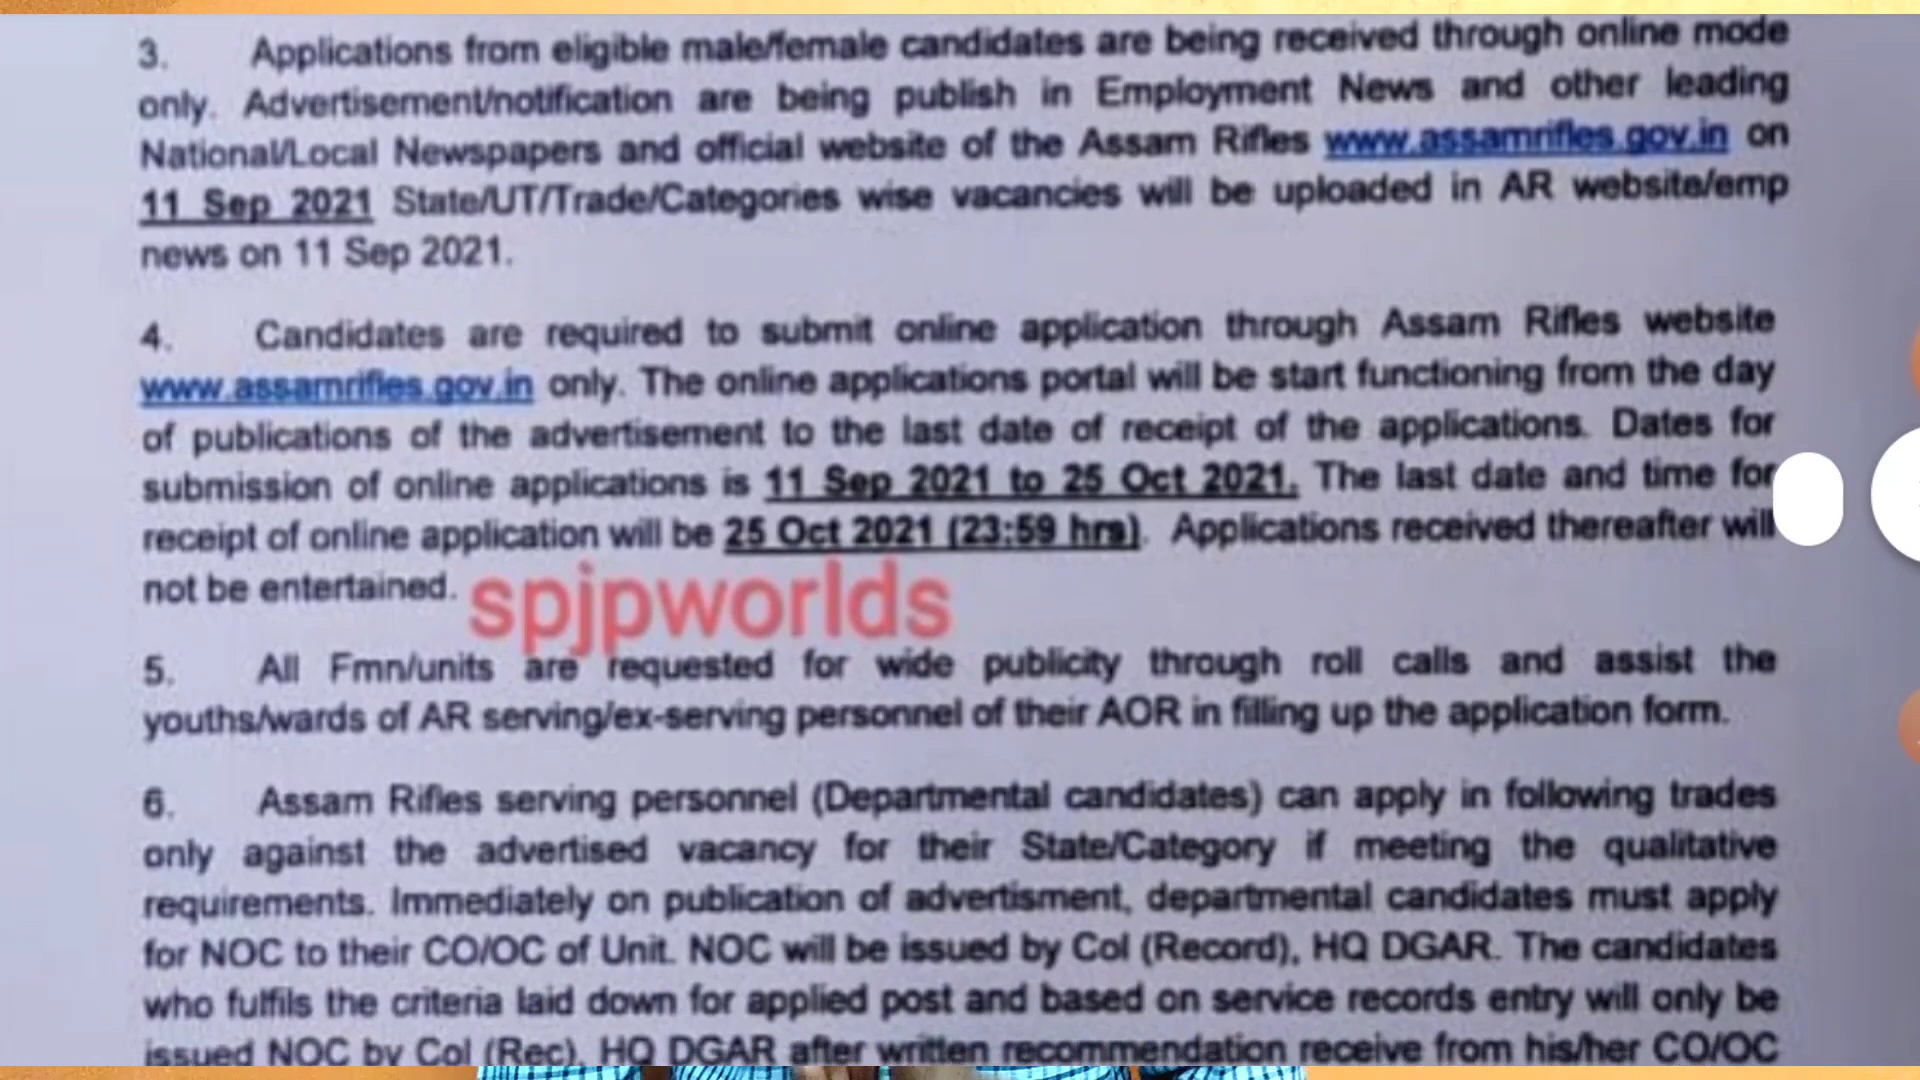 3. Applications from eligible male/female candidates are being received through online mode
only. Advertisement/notification are being publish in Employment News and other leading
National/Local Newspapers and official website of the Assam Rifles www.assamrifles.gov.in on
11 Sep 2021 State/UT/Trade/Categories wise vacancies will be uploaded in AR website/emp
news on 11 Sep 2021.
4. Candidates are required to submit online application through Assam Rifles website
www.assamrifles.gov.in only. The online applications portal will be start functioning from the day
of publications of the advertisement to the last date of receipt of the applications. Dates for
submission of online applications is 11 Sep 2021 to 25 Oct 2021. The last date and time for
receipt of online application will be 25 Oct 2021 (23:59 hrs). Applications received thereafter will
not be entertained.
spjpworlds
5. All Fmn/units are requested for wide publicity through roll calls and assist the
youths/wards of AR serving/ex-serving personnel of their AOR in filling up the application form.
6. Assam Rifles serving personnel (Departmental candidates) can apply in following trades
only against the advertised vacancy for their State/Category if meeting the qualitative
requirements. Immediately on publication of advertisment, departmental candidates must apply
for NOC to their CO/OC of Unit. NOC will be issued by Col (Record), HQ DGAR. The candidates
who fulfils the criteria laid down for applied post and based on service records entry will only be
issued NOC by Col (Rec), HQ DGAR after written recommendation receive from his/her CO/OC